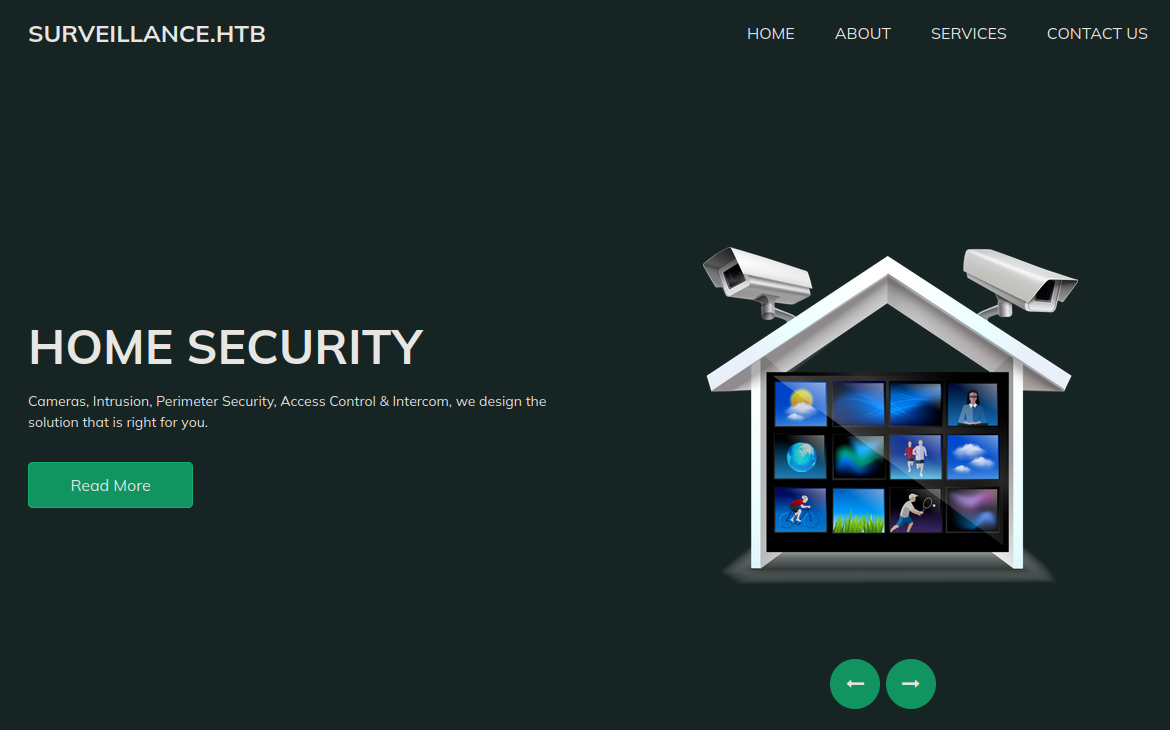 SURVEILLANCE.HTB
HOME ABOUT SERVICES CONTACT US
HOME SECURITY
Cameras, Intrusion, Perimeter Security, Access Control & Intercom, we design the
solution that is right for you.
Read More